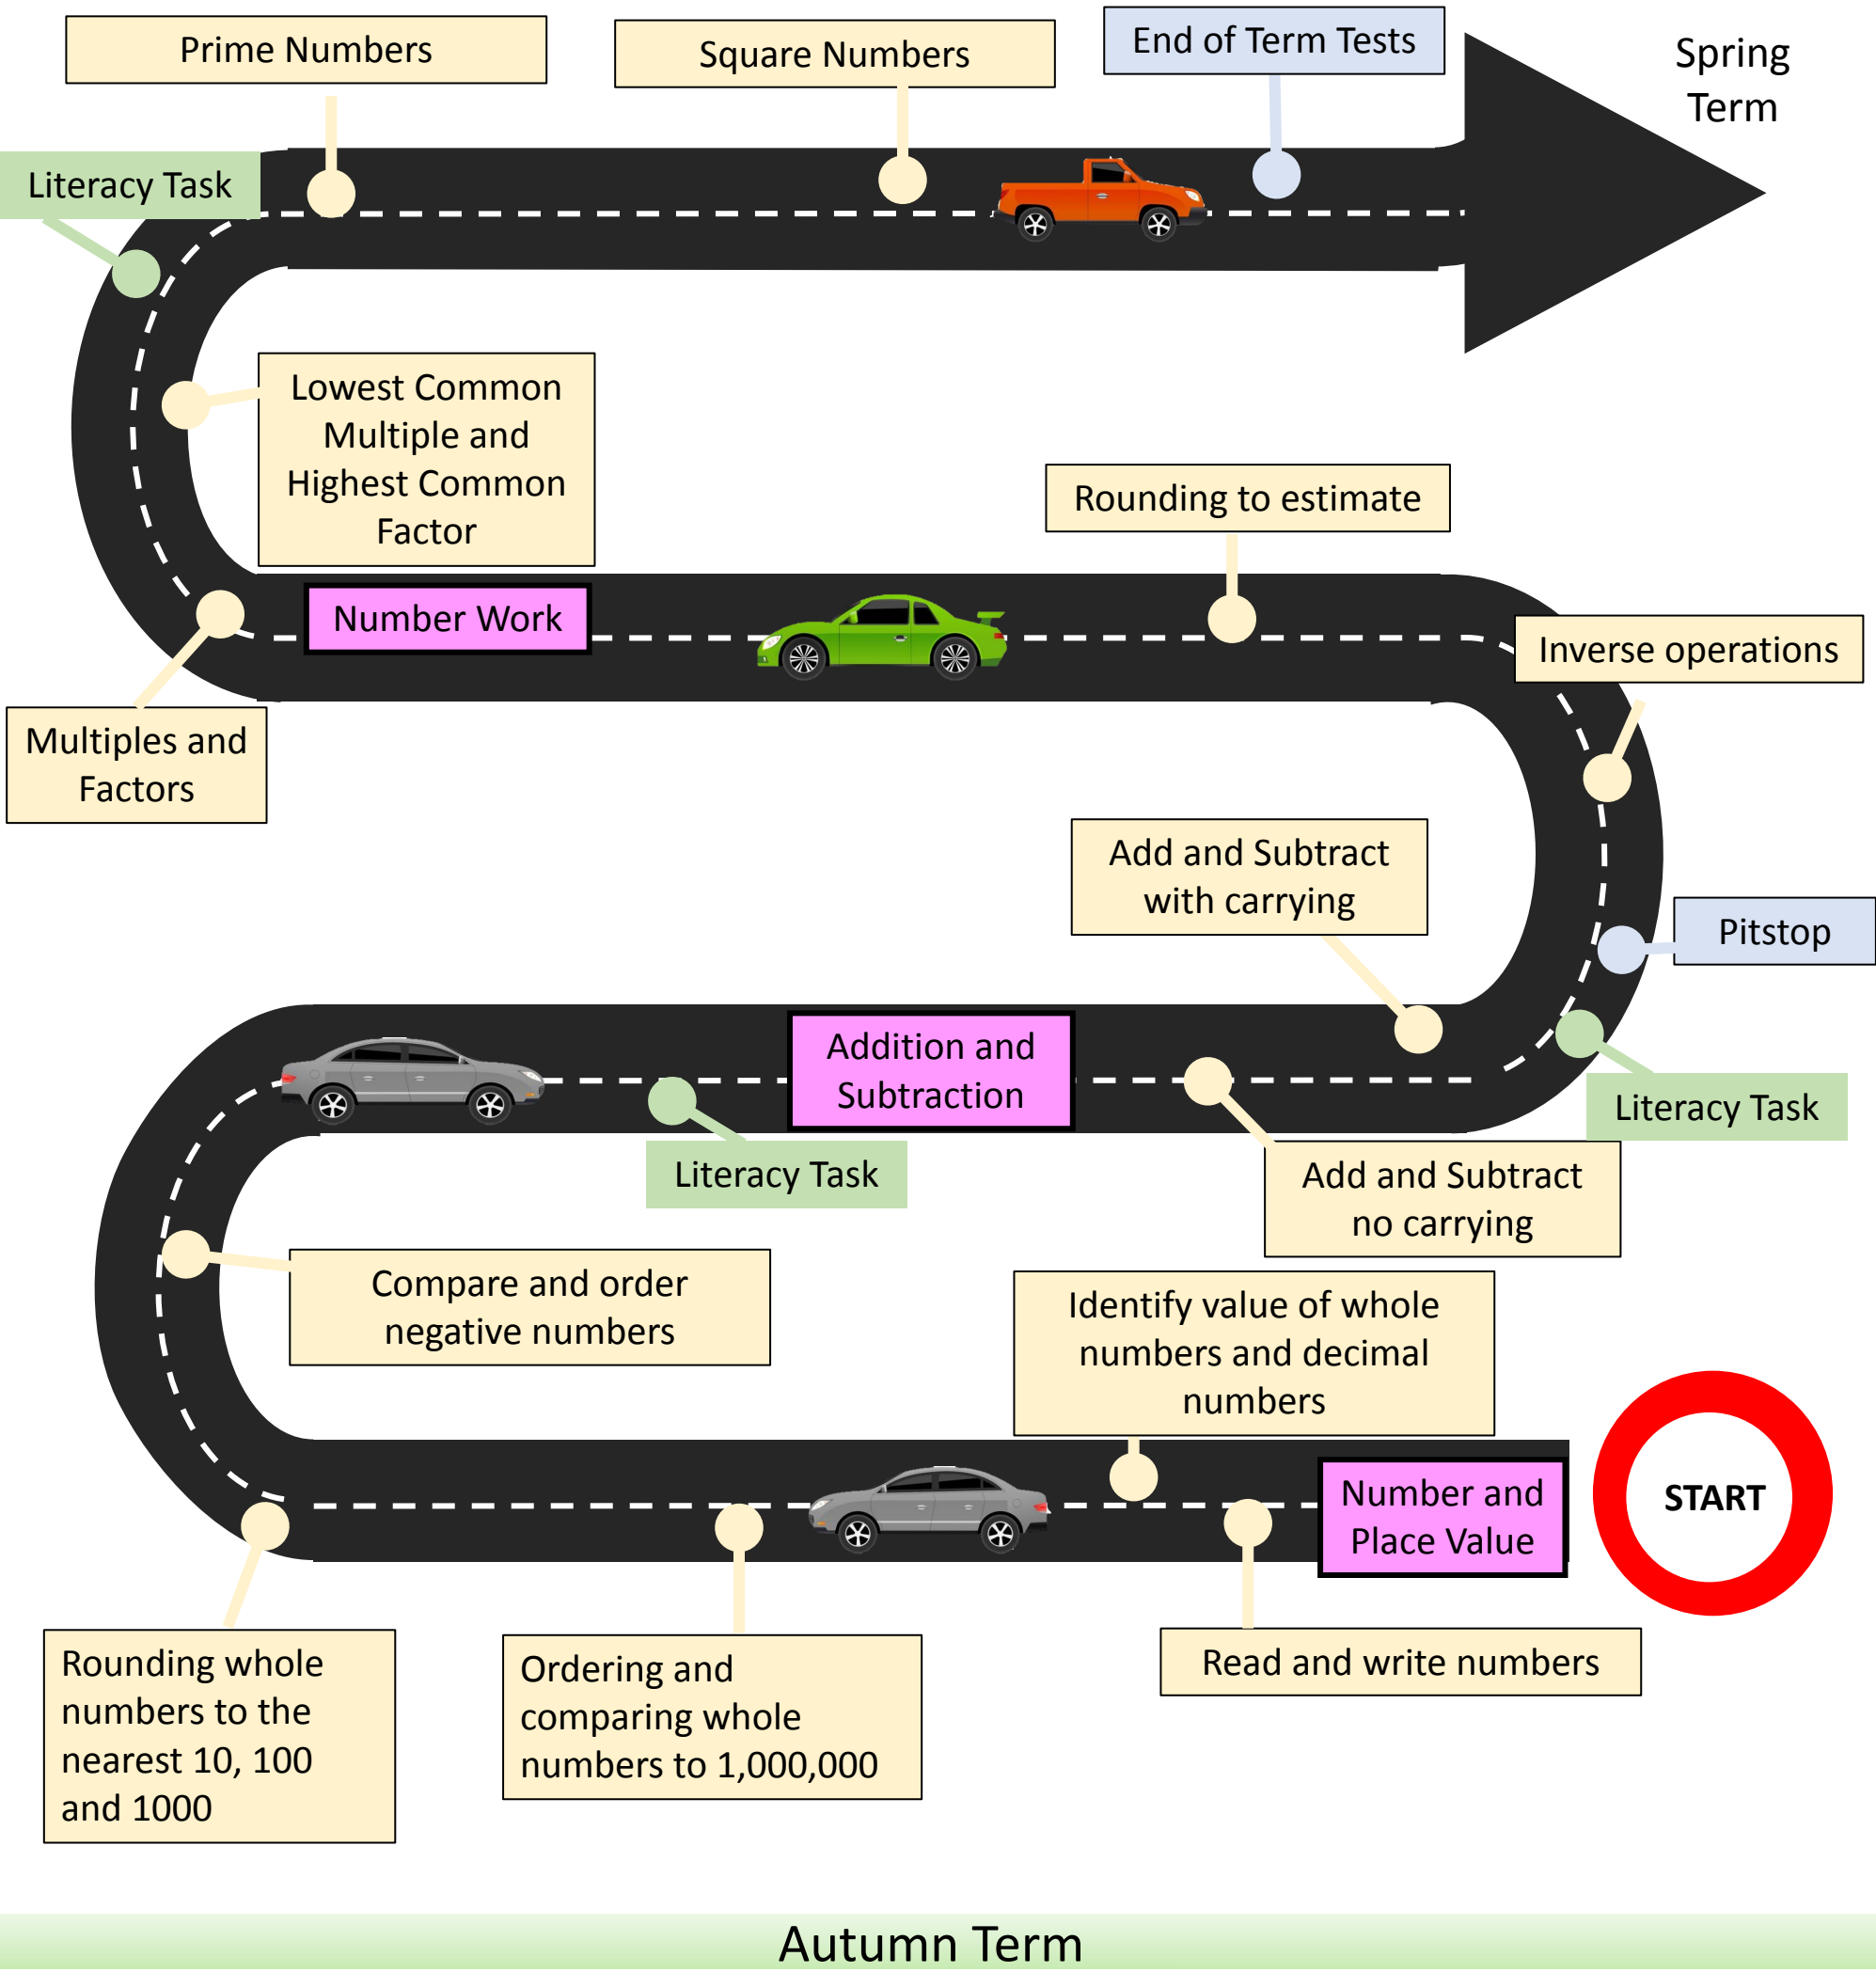 Prime Numbers
Square Numbers
End of Term Tests
Spring
Term
Literacy Task
Lowest Common
Multiple and
Highest Common
Factor
Rounding to estimate
Number Work
Inverse operations
Multiples and
Factors
Add and Subtract
with carrying
Pitstop
Addition and
Subtraction
Literacy Task
Literacy Task
Add and Subtract
no carrying
Compare and order
negative numbers
Identify value of whole
numbers and decimal
numbers
Number and
Place Value
START
Rounding whole
numbers to the
nearest 10, 100
and 1000
Ordering and
comparing whole
numbers to 1,000,000
Read and write numbers
Autumn Term